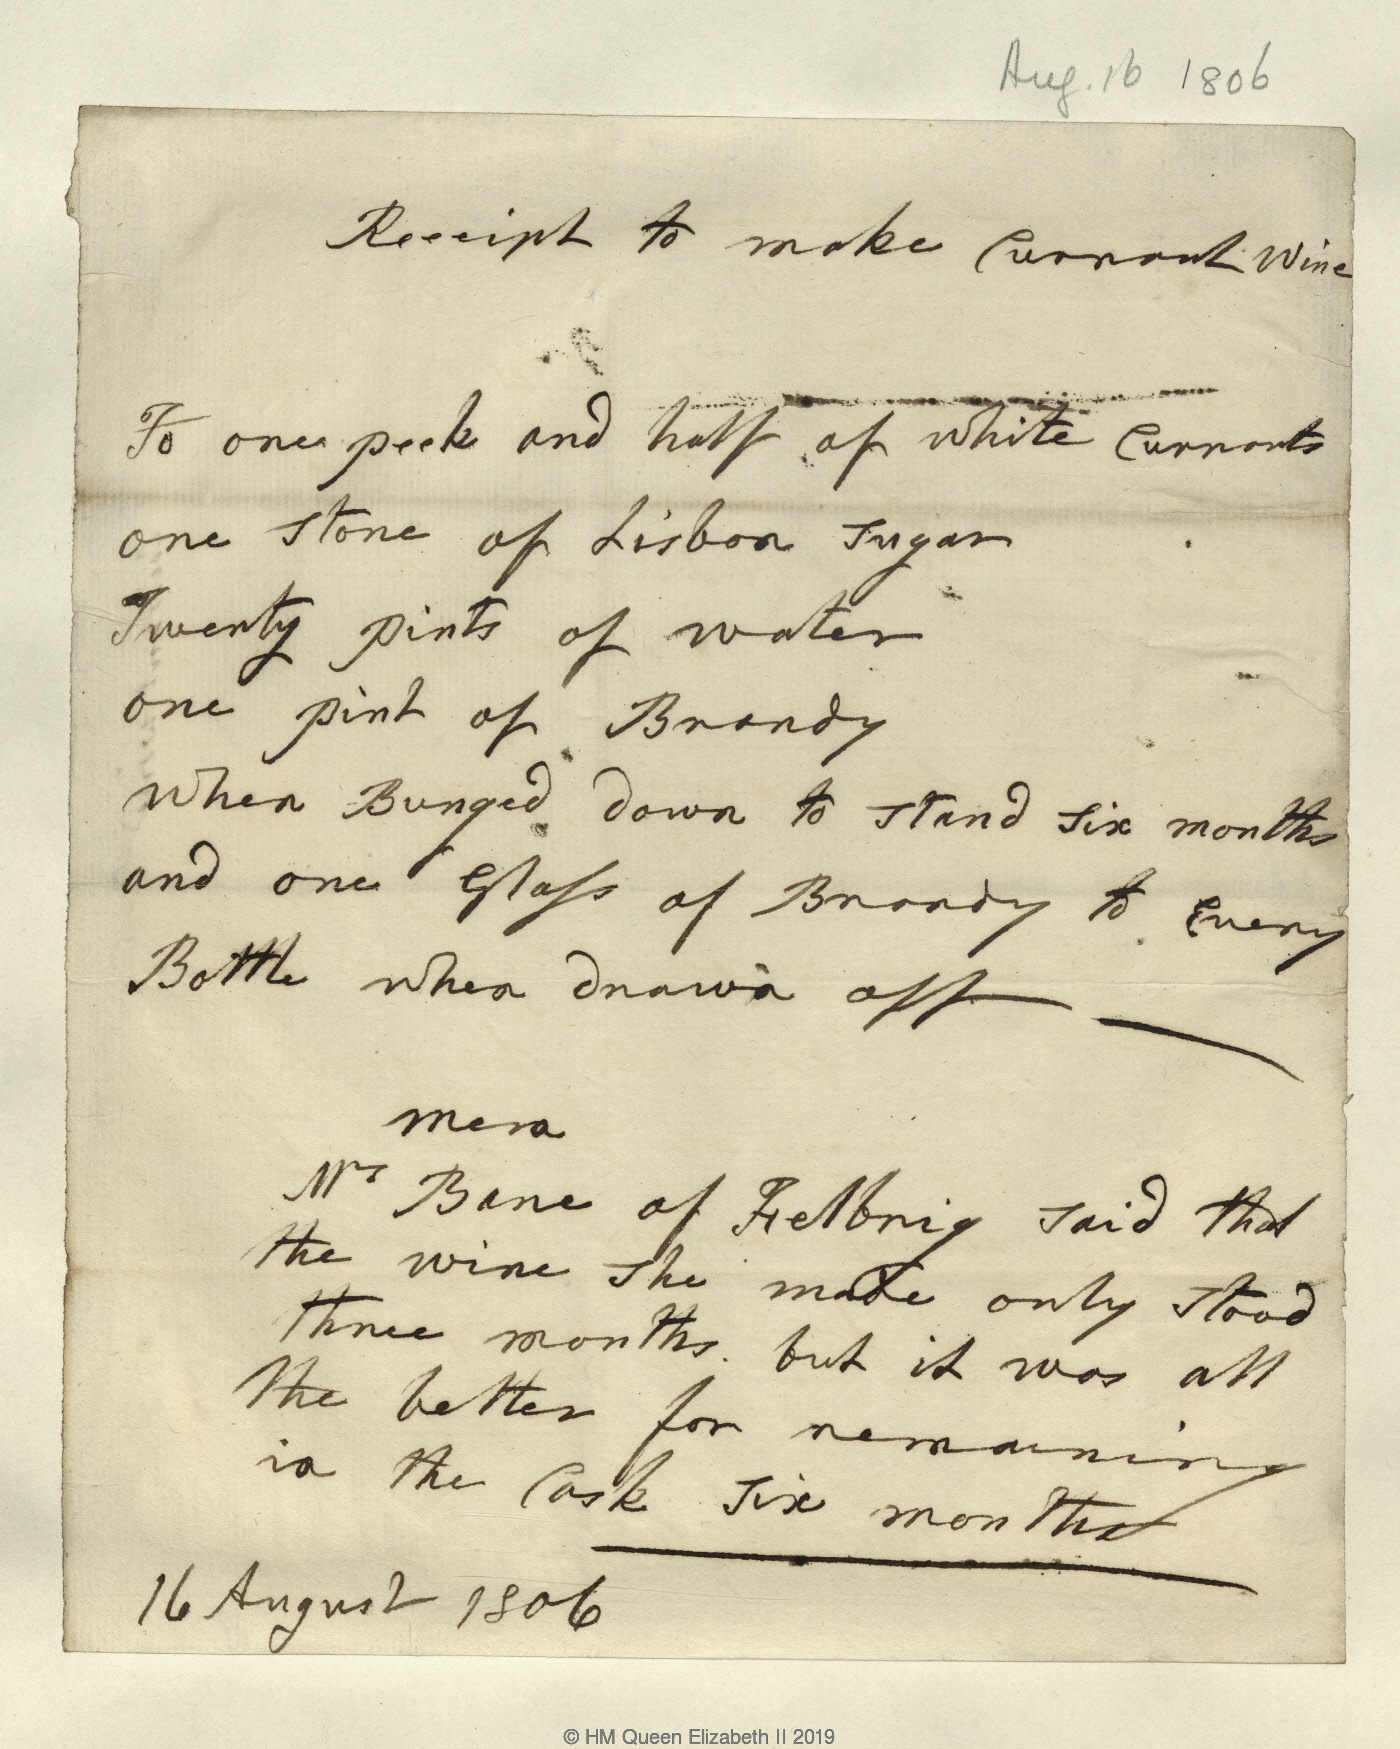 Aug. 16 1806
Receipt to make Currant Wine
To one peck and half of white Currants
one stone of Lisbon sugar
Twenty pints of water
one pint of Brandy
when Bunged down to stand six months
and one Glass of Brandy to Every
Bottle when drawn off
Mrs Bane of Felbrig said that
the wine she made only stood
three months. but it was all
the better for remaining
in the Cask six months
16 August 1806
© HM Queen Elizabeth II 2019